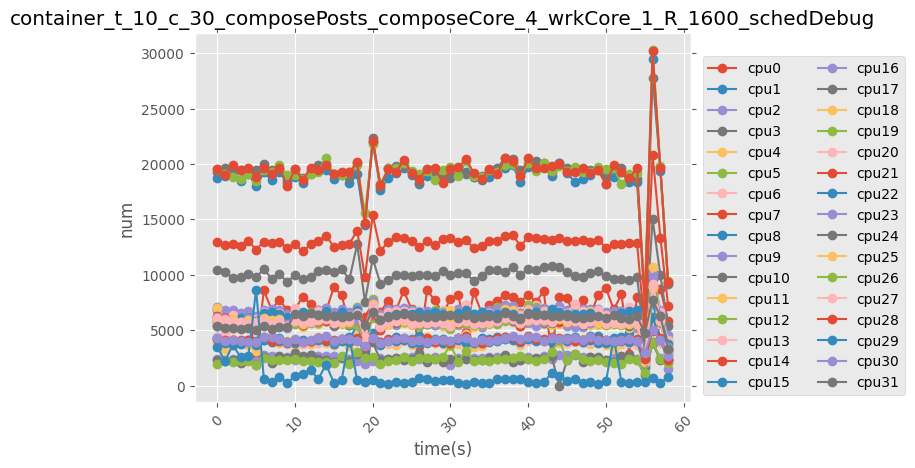 container_t_10_c_30_composePosts_composeCore_4_wrkCore_1_R_1600_schedDebug
30000
25000
20000
15000
10000
5000
0
num
0
10
20
30
40
50
60
time(s)
cpu0
cpu1
cpu2
cpu3
cpu4
cpu5
cpu6
cpu7
cpu8
cpu9
cpu10
cpu11
cpu12
cpu13
cpu14
cpu15
cpu16
cpu17
cpu18
cpu19
cpu20
cpu21
cpu22
cpu23
cpu24
cpu25
cpu26
cpu27
cpu28
cpu29
cpu30
cpu31